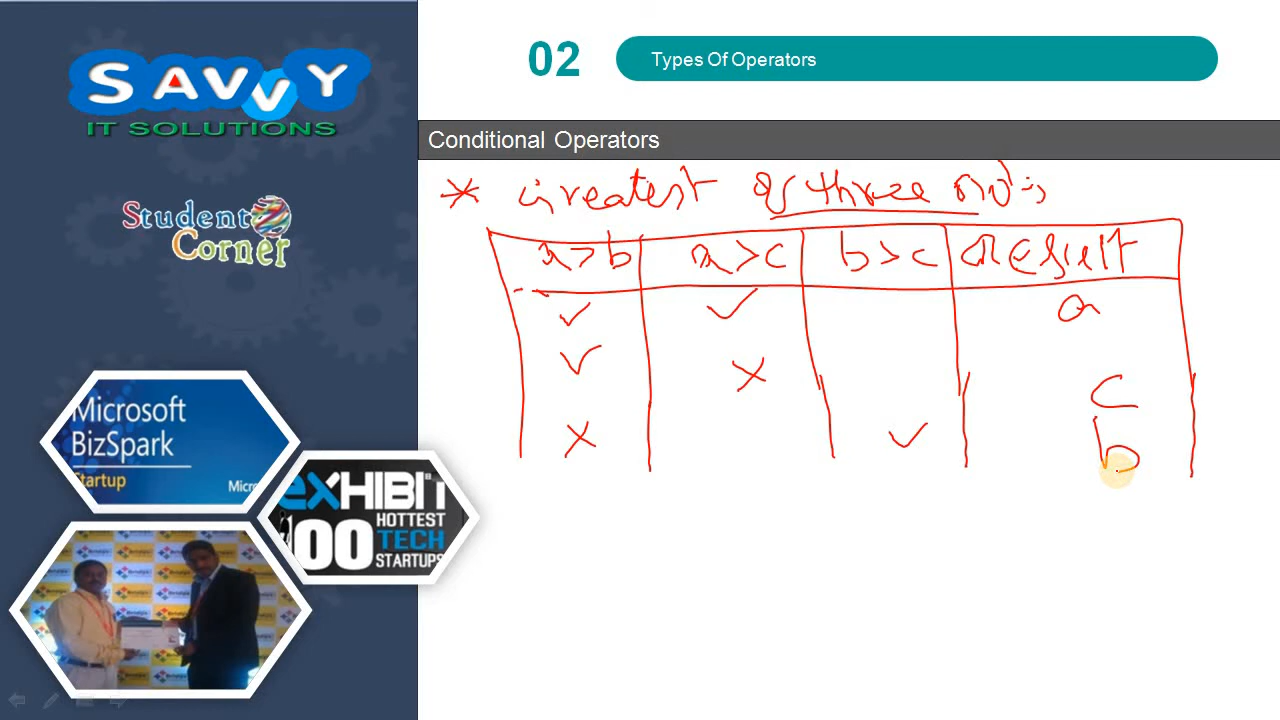 SAVVY
IT SOLUTIONS
Student
Corner
Microsoft
BizSpark
Startup
Micros
eXHIBIT
100 HOTTEST
TECH
STARTUPS
02 Types Of Operators
Conditional Operators
* Greatest of three no's
a>b a>c b>c Result
✓ ✓ a
✓ × c
× ✓ b